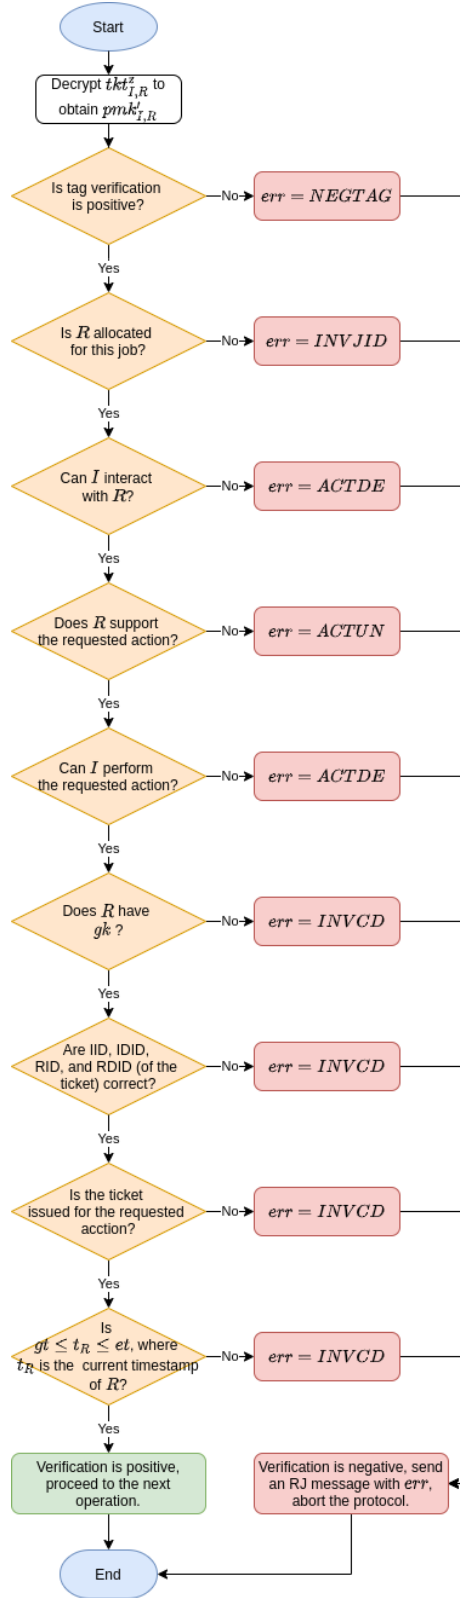 Start
Decrypt $tkt^{z}_{I,R}$ to
obtain $pmk'_{I,R}$
Is tag verification
is positive?
No
err = NEGTAG
Yes
Is R allocated
for this job?
No
err = INVJID
Yes
Can I interact
with R?
No
err = ACTDE
Yes
Does R support
the requested action?
No
err = ACTUN
Yes
Can I perform
the requested action?
No
err = ACTDE
Yes
Does R have
gk ?
No
err = INVCD
Yes
Are IID, IDID,
RID, and RDID (of the
ticket) correct?
No
err = INVCD
Yes
Is the ticket
issued for the requested
acction?
No
err = INVCD
Yes
Is
gt ≤ $t_R$ ≤ et, where
$t_R$ is the current timestamp
of R?
No
err = INVCD
Yes
Verification is positive,
proceed to the next
operation.
Verification is negative, send
an RJ message with err,
abort the protocol.
End